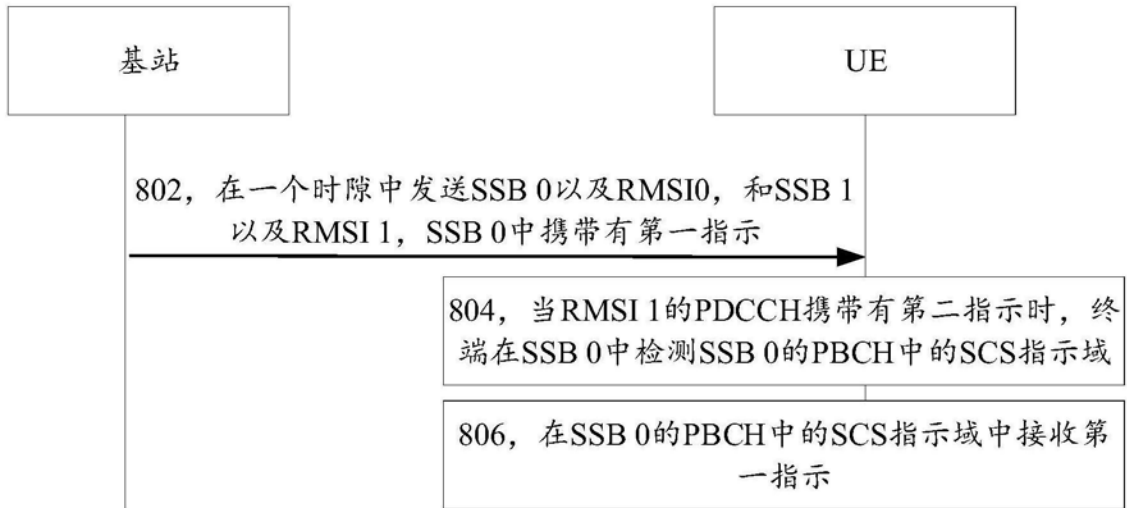 基站
UE
802，在一个时隙中发送SSB 0以及RMSI0，和SSB 1
以及RMSI 1，SSB 0中携带有第一指示
804，当RMSI 1的PDCCH携带有第二指示时，终
端在SSB 0中检测SSB 0的PBCH中的SCS指示域
806，在SSB 0的PBCH中的SCS指示域中接收第
一指示